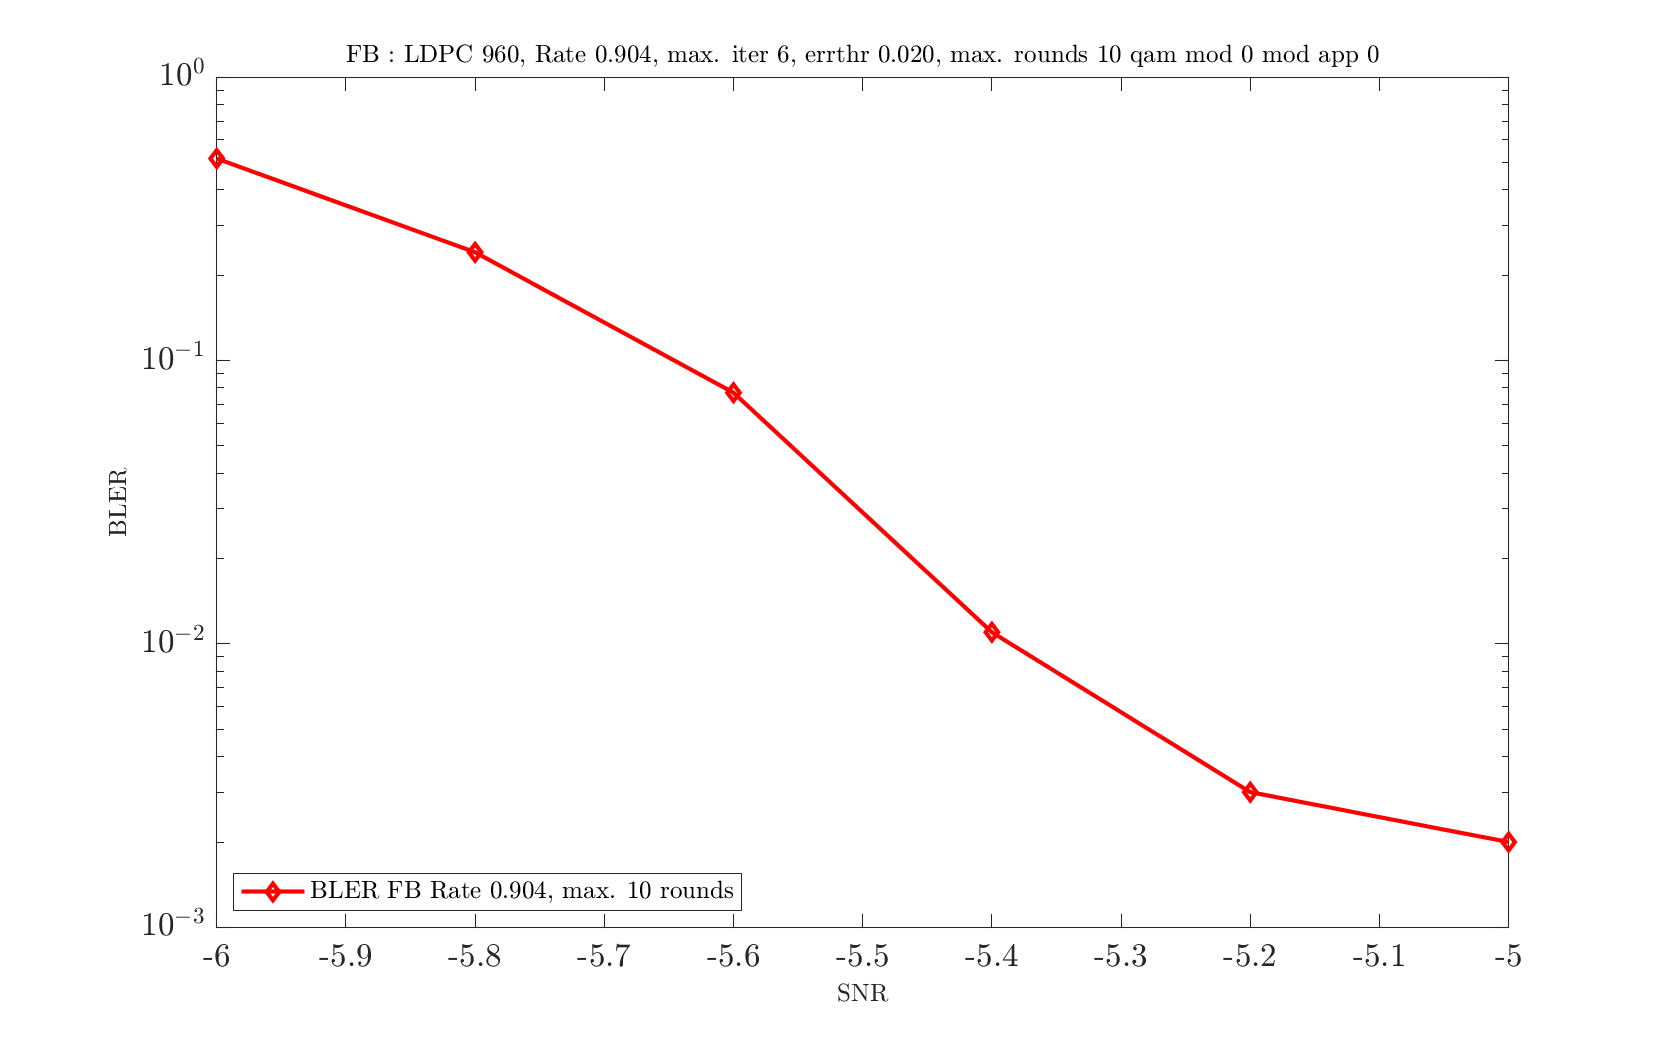 FB : LDPC 960, Rate 0.904, max. iter 6, errthr 0.020, max. rounds 10 qam mod 0 mod app 0
10^0
10^-1
10^-2
10^-3
BLER
BLER FB Rate 0.904, max. 10 rounds
-6 -5.9 -5.8 -5.7 -5.6 -5.5 -5.4 -5.3 -5.2 -5.1 -5
SNR